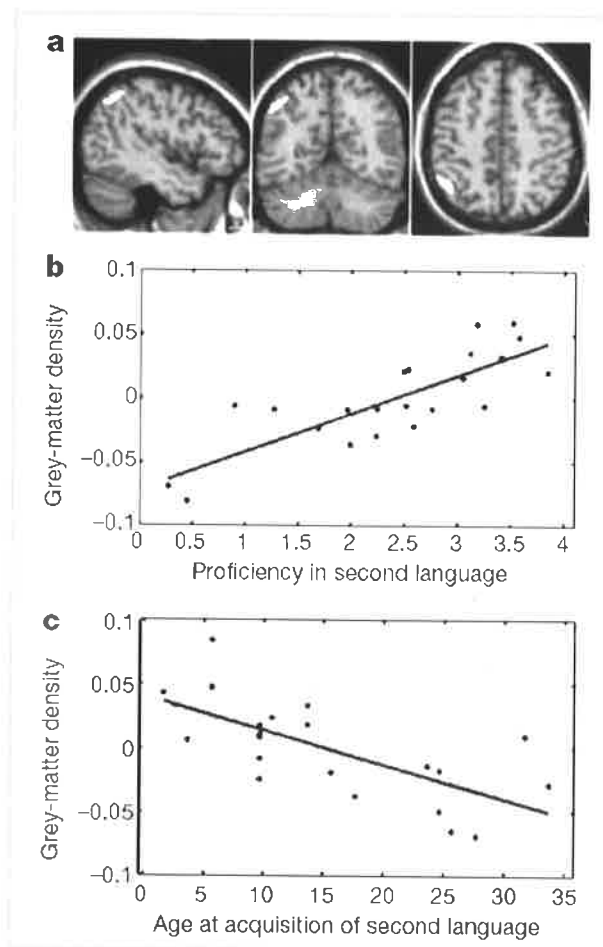 a
b
0.1
0.05
0
−0.05
−0.1
Grey-matter density
0 0.5 1 1.5 2 2.5 3 3.5 4
Proficiency in second language
c
0.1
0.05
0
−0.05
−0.1
Grey-matter density
0 5 10 15 20 25 30 35
Age at acquisition of second language